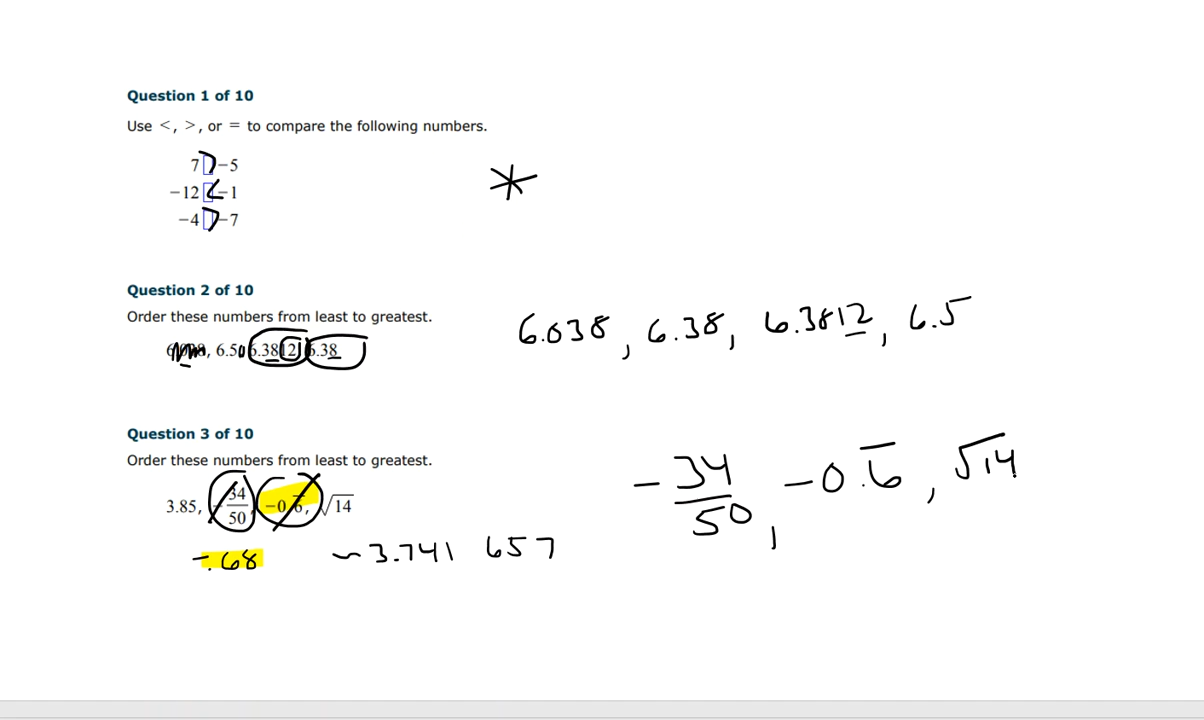 Question 1 of 10
Use <, >, or = to compare the following numbers.
7 > -5
-12 < -1
-4 > -7
Question 2 of 10
Order these numbers from least to greatest.
6.50, 6.3812, 6.38
6.038, 6.38, 6.3812, 6.5
Question 3 of 10
Order these numbers from least to greatest.
3.85, -34/50, -0.6̅, √14
-34/50, -0.6̅, √14
-.68
~3.741 657